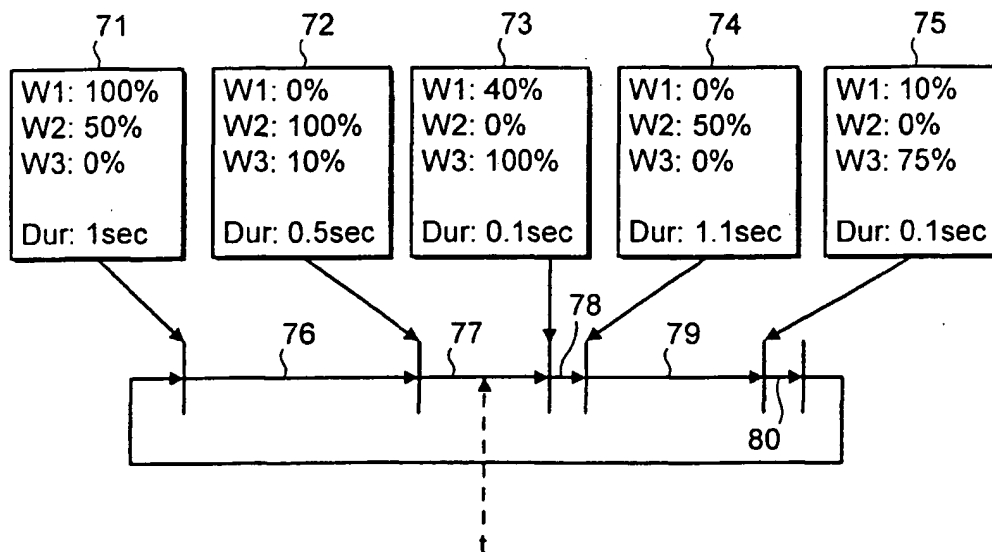 71
72
73
74
75
W1: 100%
W2: 50%
W3: 0%
Dur: 1sec
W1: 0%
W2: 100%
W3: 10%
Dur: 0.5sec
W1: 40%
W2: 0%
W3: 100%
Dur: 0.1sec
W1: 0%
W2: 50%
W3: 0%
Dur: 1.1sec
W1: 10%
W2: 0%
W3: 75%
Dur: 0.1sec
76
77
78
79
80
t